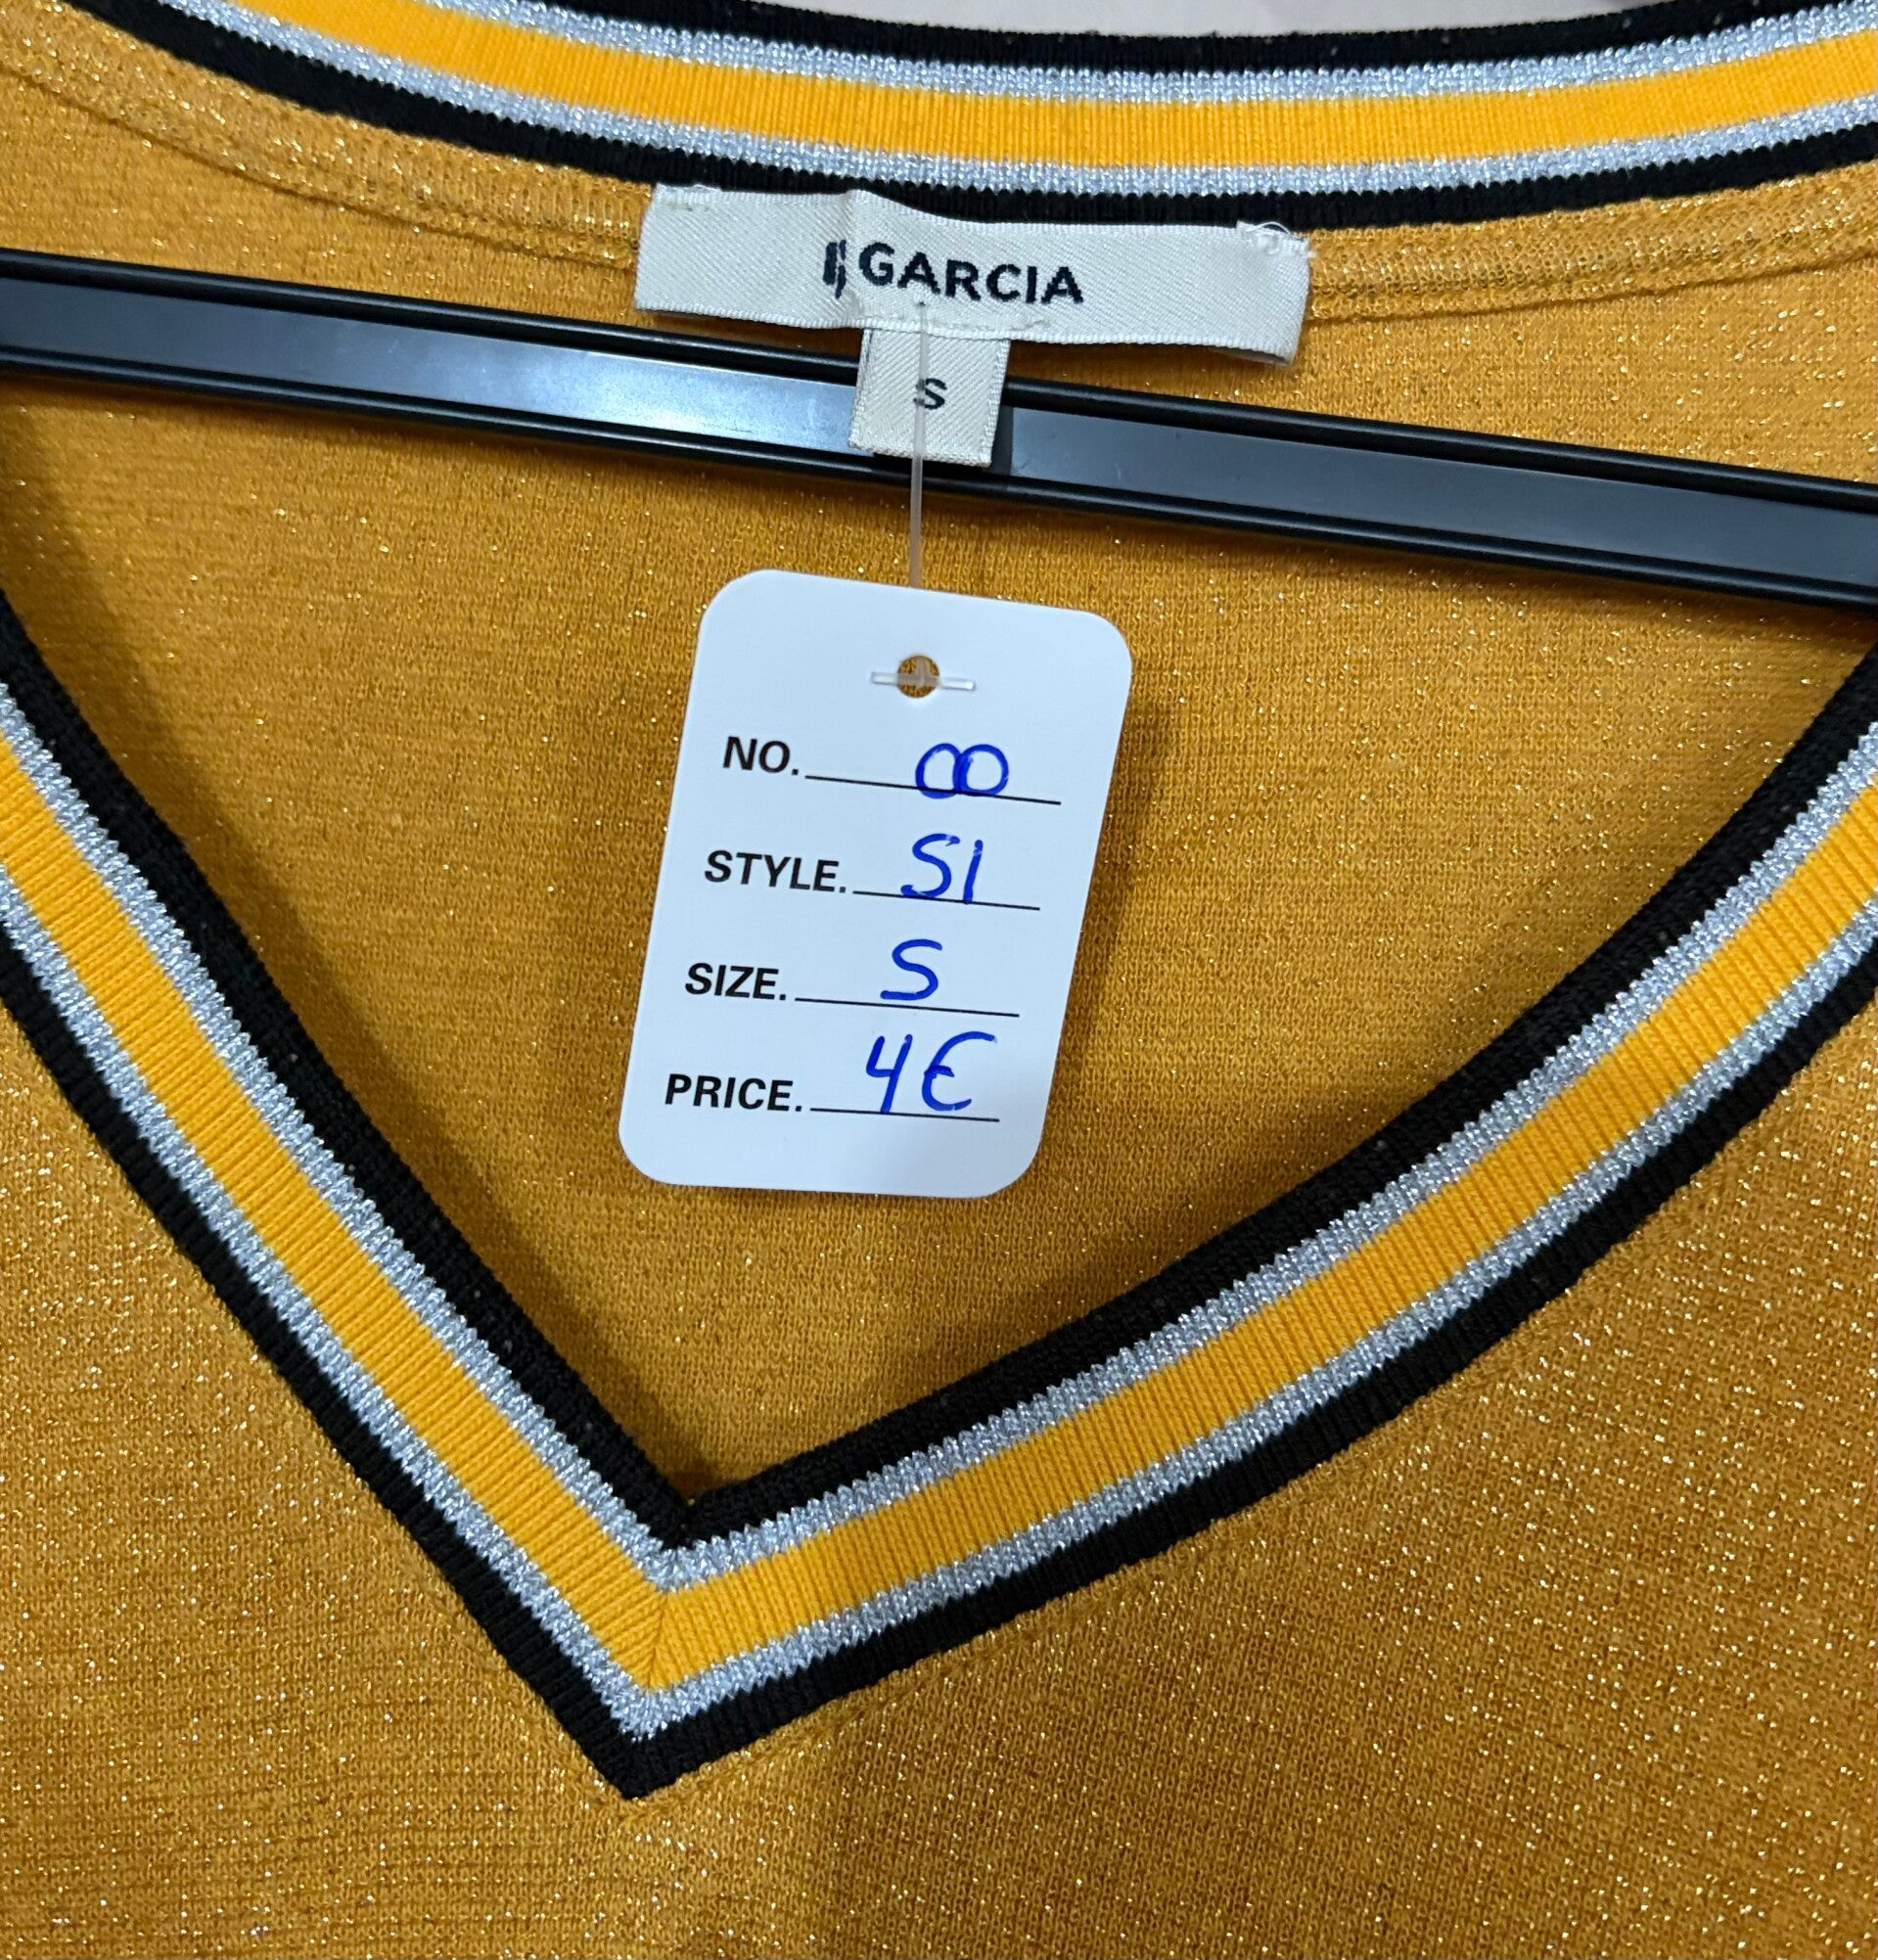 GARCIA
S
NO. 00
STYLE. S1
SIZE. S
PRICE. 4€